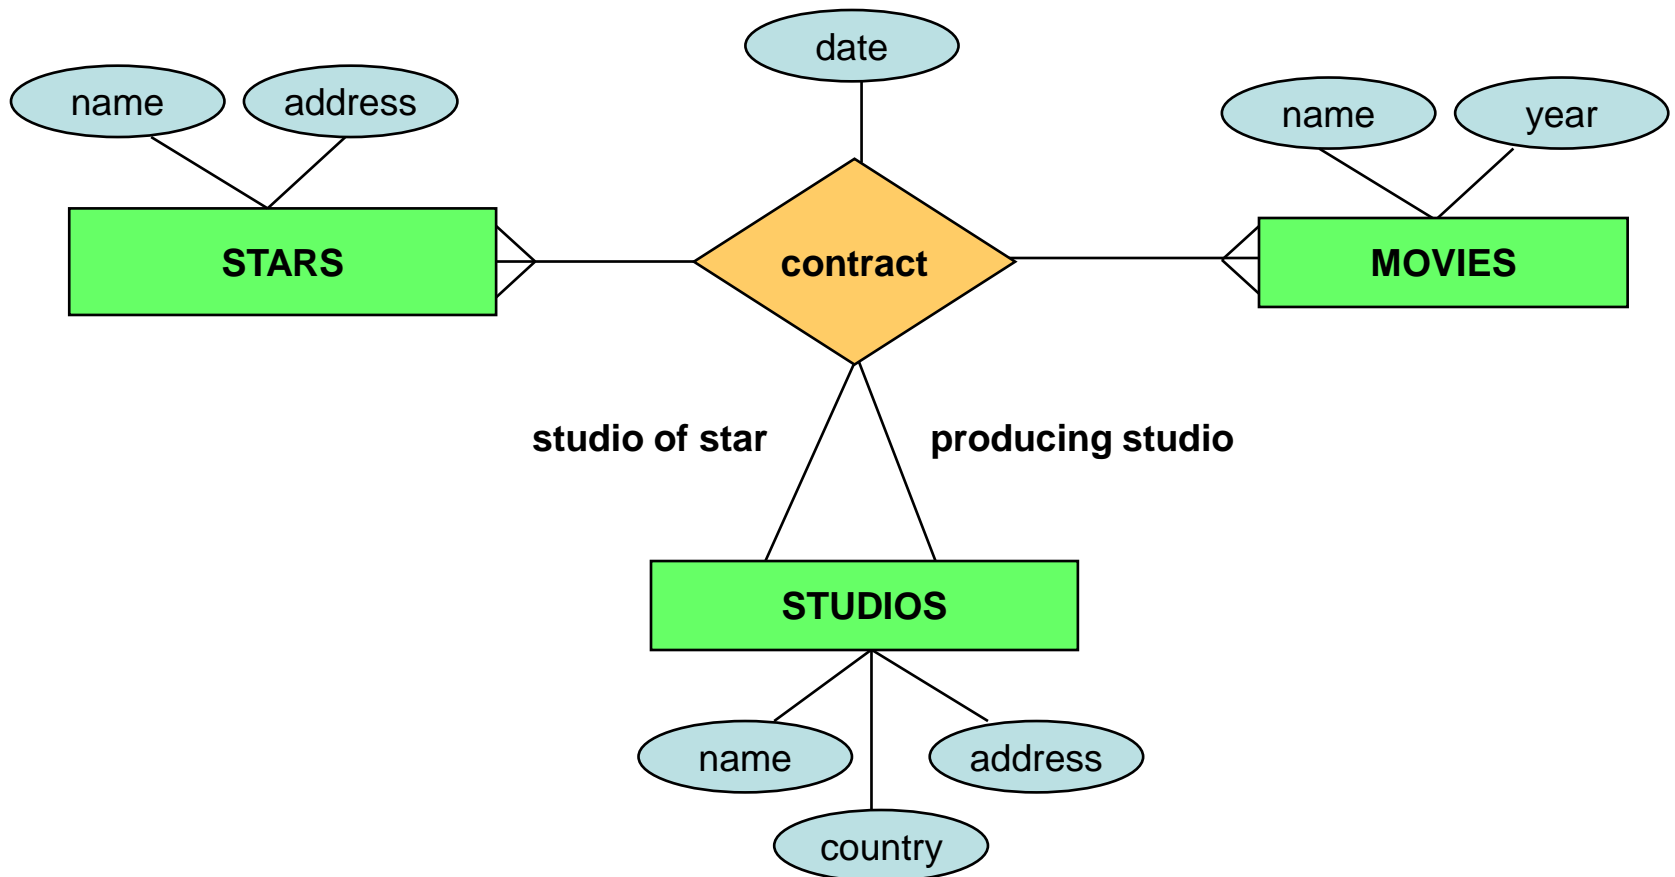 date
name
address
name
year
STARS
contract
MOVIES
studio of star
producing studio
STUDIOS
name
address
country